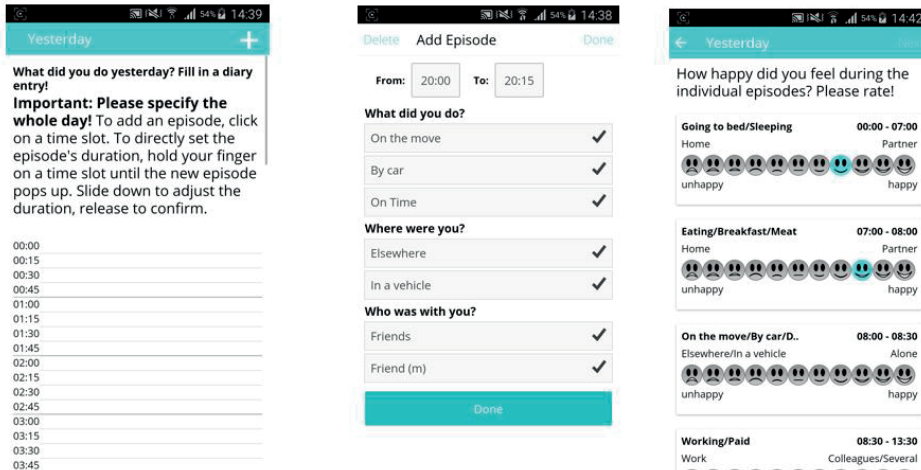 54% 14:39
Yesterday +
What did you do yesterday? Fill in a diary
entry!
Important: Please specify the
whole day! To add an episode, click
on a time slot. To directly set the
episode's duration, hold your finger
on a time slot until the new episode
pops up. Slide down to adjust the
duration, release to confirm.
00:00
00:15
00:30
00:45
01:00
01:15
01:30
01:45
02:00
02:15
02:30
02:45
03:00
03:15
03:30
03:45
54% 14:38
Delete Add Episode Done
From: 20:00 To: 20:15
What did you do?
On the move
By car
On Time
Where were you?
Elsewhere
In a vehicle
Who was with you?
Friends
Friend (m)
Done
54% 14:42
Yesterday
How happy did you feel during the
individual episodes? Please rate!
Going to bed/Sleeping 00:00 - 07:00
Home Partner
unhappy happy
Eating/Breakfast/Meat 07:00 - 08:00
Home Partner
unhappy happy
On the move/By car/D.. 08:00 - 08:30
Elsewhere/In a vehicle Alone
unhappy happy
Working/Paid 08:30 - 13:30
Work Colleagues/Several